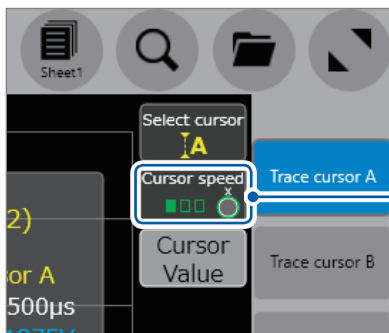 Sheet1
Select cursor
A
Cursor speed
x
Trace cursor A
2)
Cursor
Value
Trace cursor B
or A
500µs